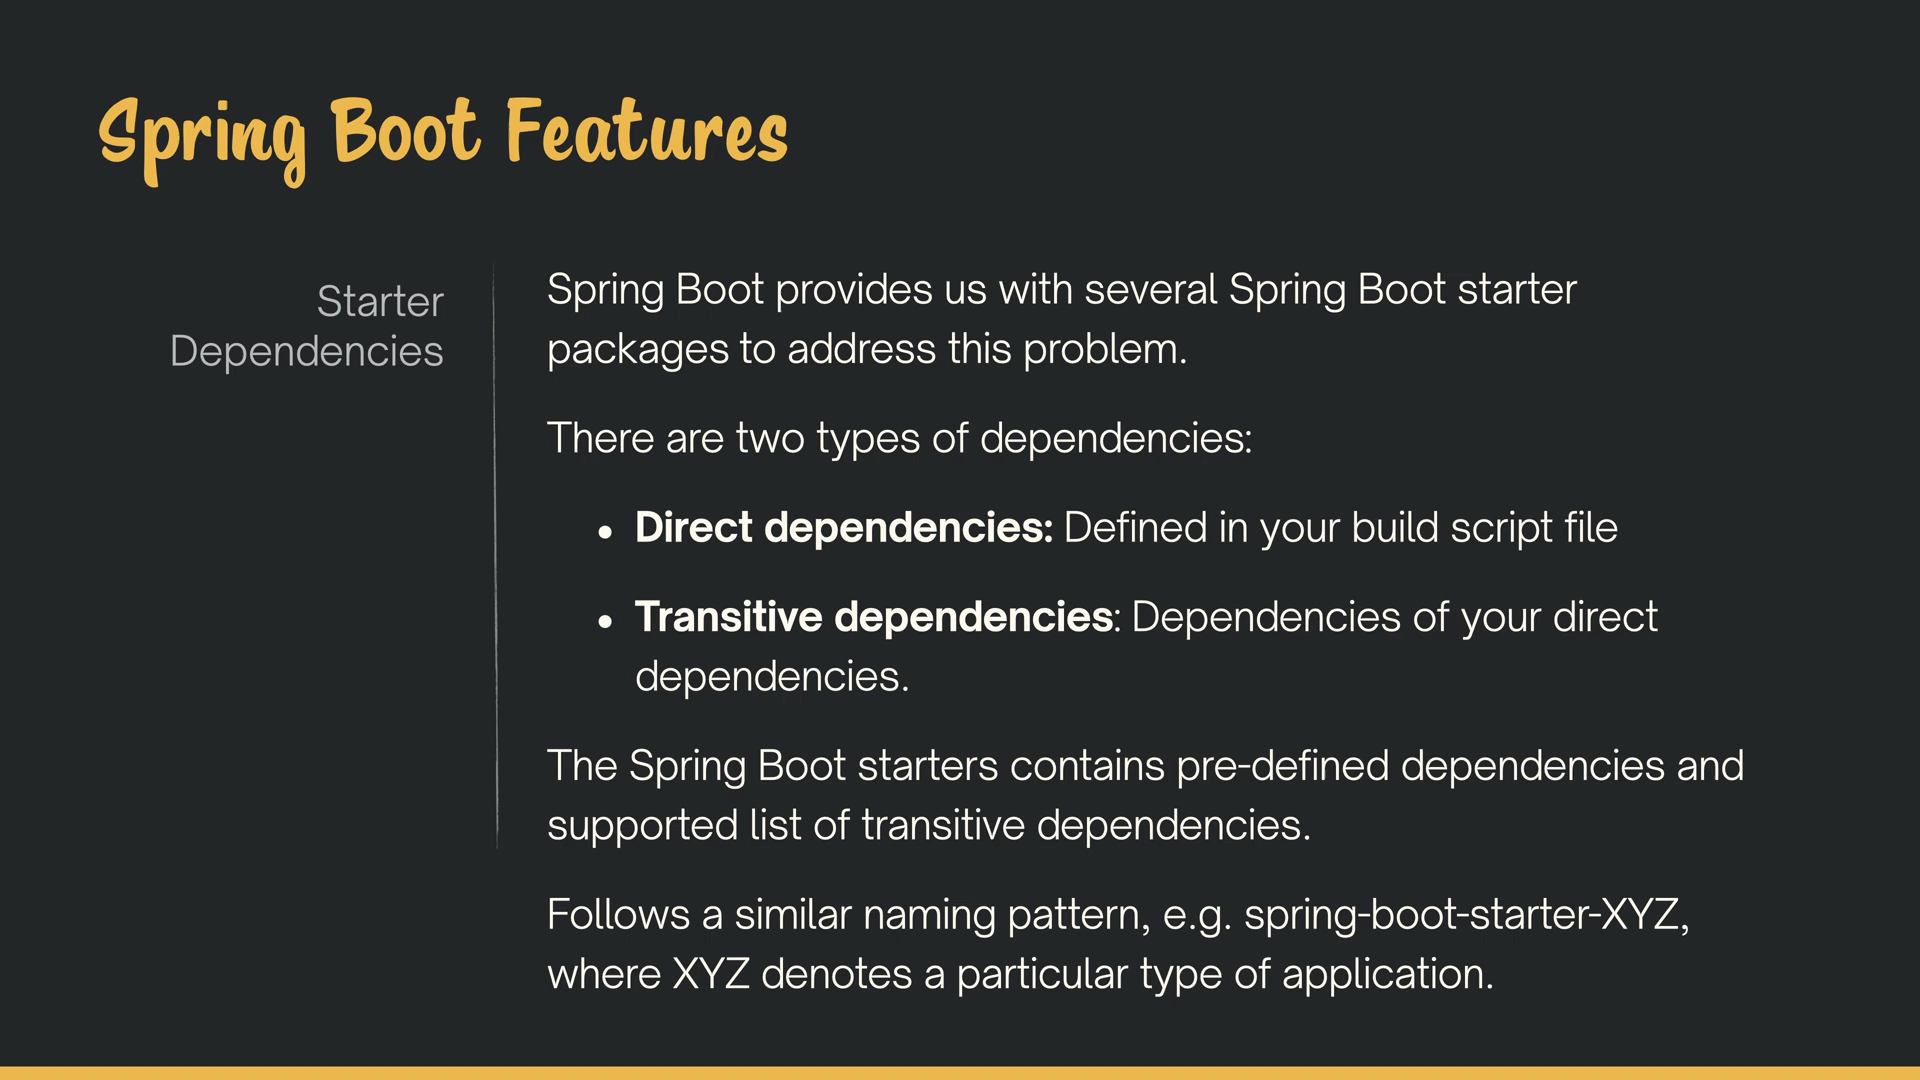 Spring Boot Features
Starter
Dependencies
Spring Boot provides us with several Spring Boot starter
packages to address this problem.
There are two types of dependencies:
• Direct dependencies: Defined in your build script file
• Transitive dependencies: Dependencies of your direct
dependencies.
The Spring Boot starters contains pre-defined dependencies and
supported list of transitive dependencies.
Follows a similar naming pattern, e.g. spring-boot-starter-XYZ,
where XYZ denotes a particular type of application.